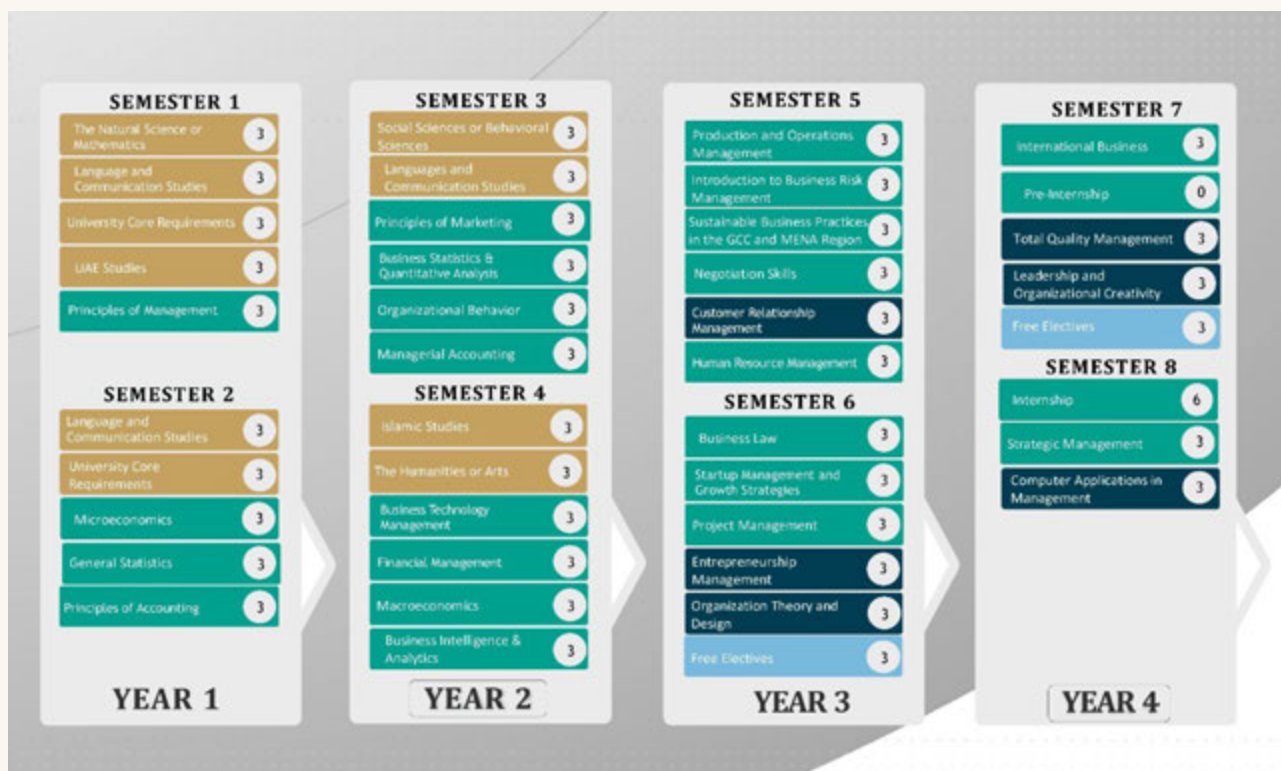 SEMESTER 1
The Natural Science or
Mathematics
3
Language and
Communication Studies
3
University Core Requirements
3
UAE Studies
3
Principles of Management
3
SEMESTER 2
Language and
Communication Studies
3
University Core
Requirements
3
Microeconomics
3
General Statistics
3
Principles of Accounting
3
YEAR 1
SEMESTER 3
Social Sciences or Behavioral
Sciences
3
Languages and
Communication Studies
3
Principles of Marketing
3
Business Statistics &
Quantitative Analysis
3
Organizational Behavior
3
Managerial Accounting
3
SEMESTER 4
Islamic Studies
3
The Humanities or Arts
3
Business Technology
Management
3
Financial Management
3
Macroeconomics
3
Business Intelligence &
Analytics
3
YEAR 2
SEMESTER 5
Production and Operations
Management
3
Introduction to Business Risk
Management
3
Sustainable Business Practices
in the GCC and MENA Region
3
Negotiation Skills
3
Customer Relationship
Management
3
Human Resource Management
3
SEMESTER 6
Business Law
3
Startup Management and
Growth Strategies
3
Project Management
3
Entrepreneurship
Management
3
Organization Theory and
Design
3
Free Electives
3
YEAR 3
SEMESTER 7
International Business
3
Pre-Internship
0
Total Quality Management
3
Leadership and
Organizational Creativity
3
Free Electives
3
SEMESTER 8
Internship
6
Strategic Management
3
Computer Applications in
Management
3
YEAR 4